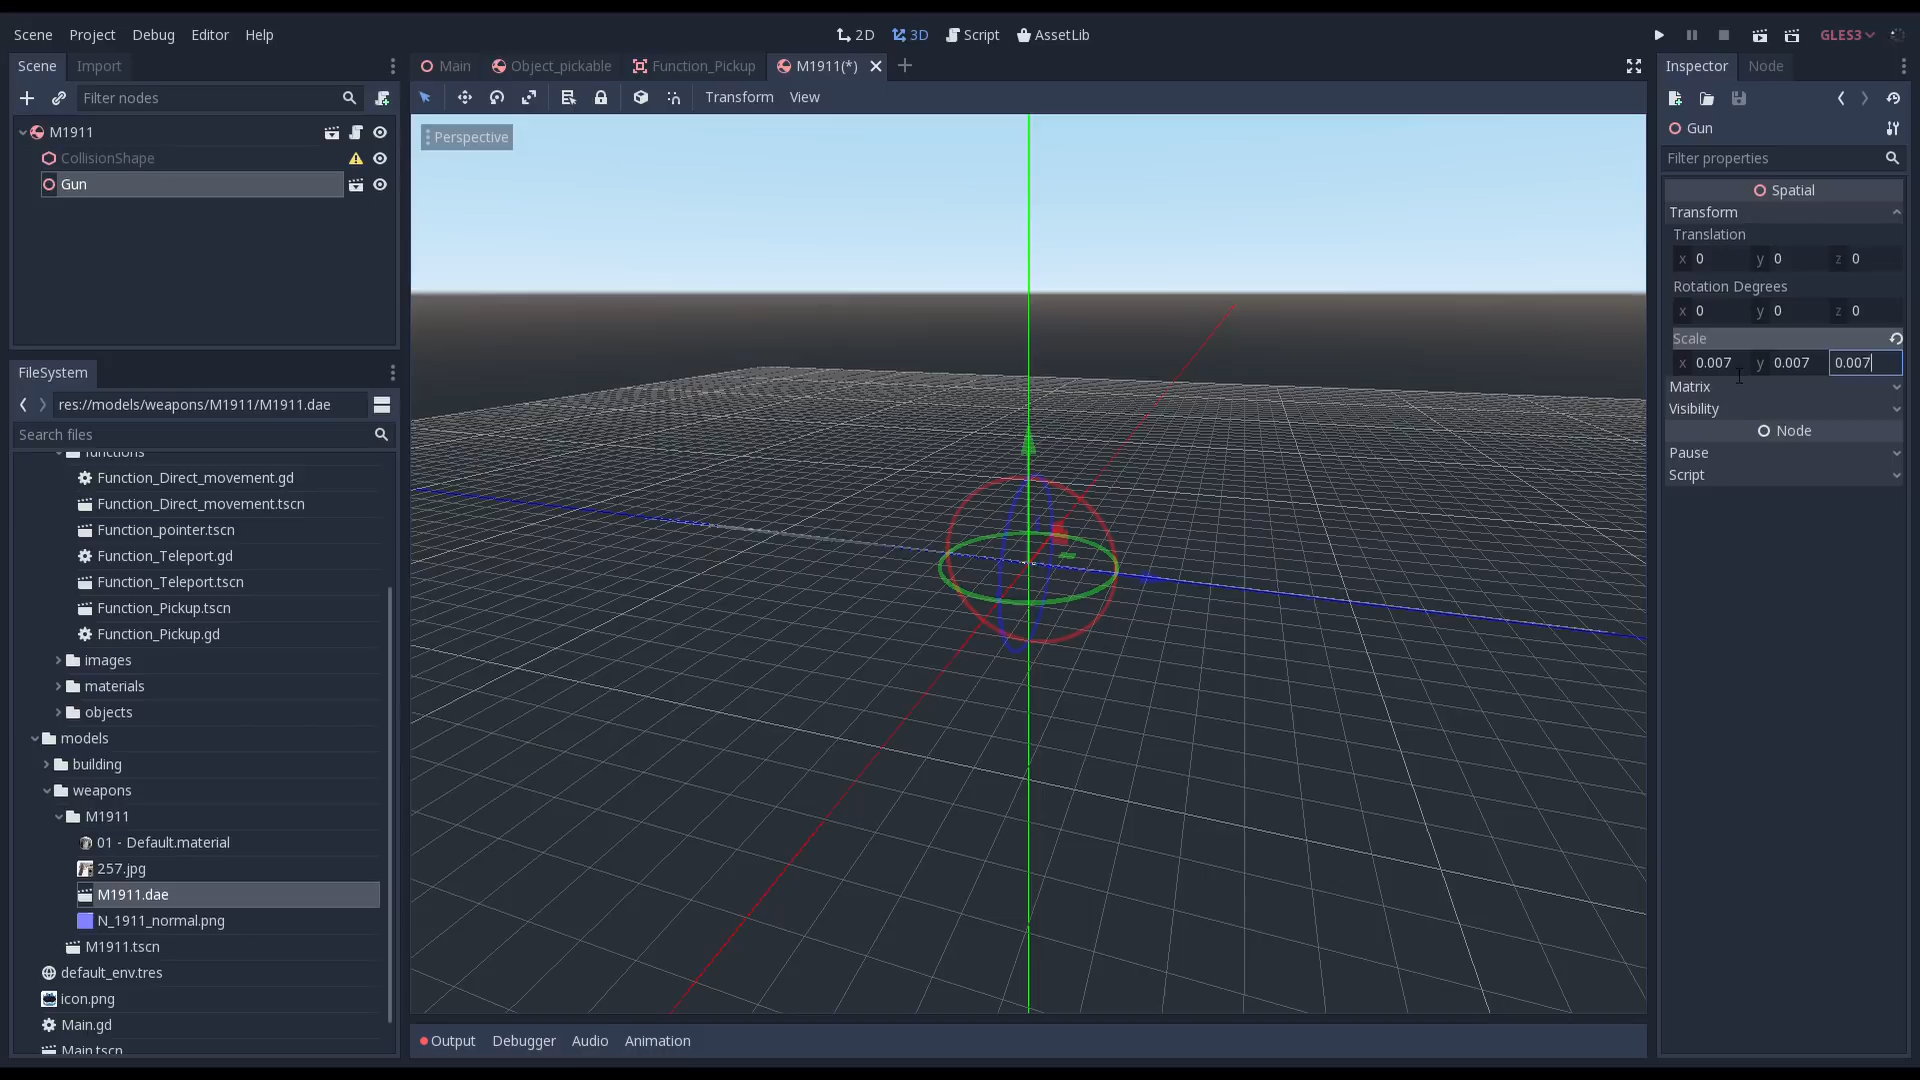 Scene Project Debug Editor Help
2D 3D Script AssetLib
GLES3
Scene Import
Filter nodes
M1911
CollisionShape
Gun
FileSystem
res://models/weapons/M1911/M1911.dae
Search files
functions
Function_Direct_movement.gd
Function_Direct_movement.tscn
Function_pointer.tscn
Function_Teleport.gd
Function_Teleport.tscn
Function_Pickup.tscn
Function_Pickup.gd
images
materials
objects
models
building
weapons
M1911
01 - Default.material
257.jpg
M1911.dae
N_1911_normal.png
M1911.tscn
default_env.tres
icon.png
Main.gd
Main.tscn
Main Object_pickable Function_Pickup M1911(*)
Transform View
Perspective
Output Debugger Audio Animation
Inspector Node
Gun
Filter properties
Spatial
Transform
Translation
x 0 y 0 z 0
Rotation Degrees
x 0 y 0 z 0
Scale
x 0.007 y 0.007 0.007
Matrix
Visibility
Node
Pause
Script